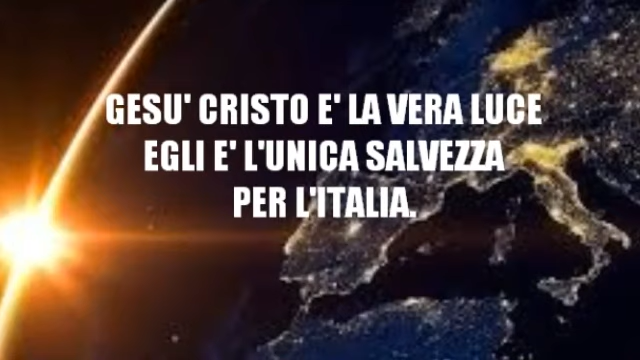 GESU' CRISTO E' LA VERA LUCE
EGLI E' L'UNICA SALVEZZA
PER L'ITALIA.